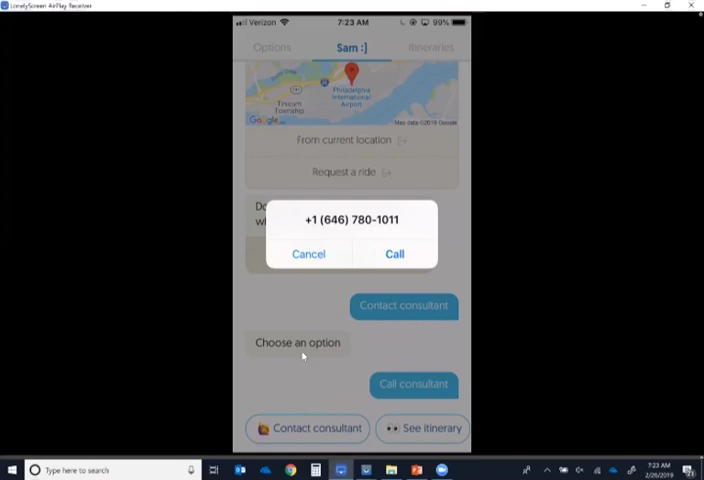 LonelyScreen AirPlay Receiver
Verizon
7:23 AM
99%
Options
Sam :]
Itineraries
Tinicum
Township
Philadelphia
International
Airport
Google
Map data ©2019 Google
From current location
Request a ride
Do
wl
+1 (646) 780-1011
Cancel
Call
Contact consultant
Choose an option
Call consultant
Contact consultant
See itinerary
Type here to search
7:23 AM
2/26/2019